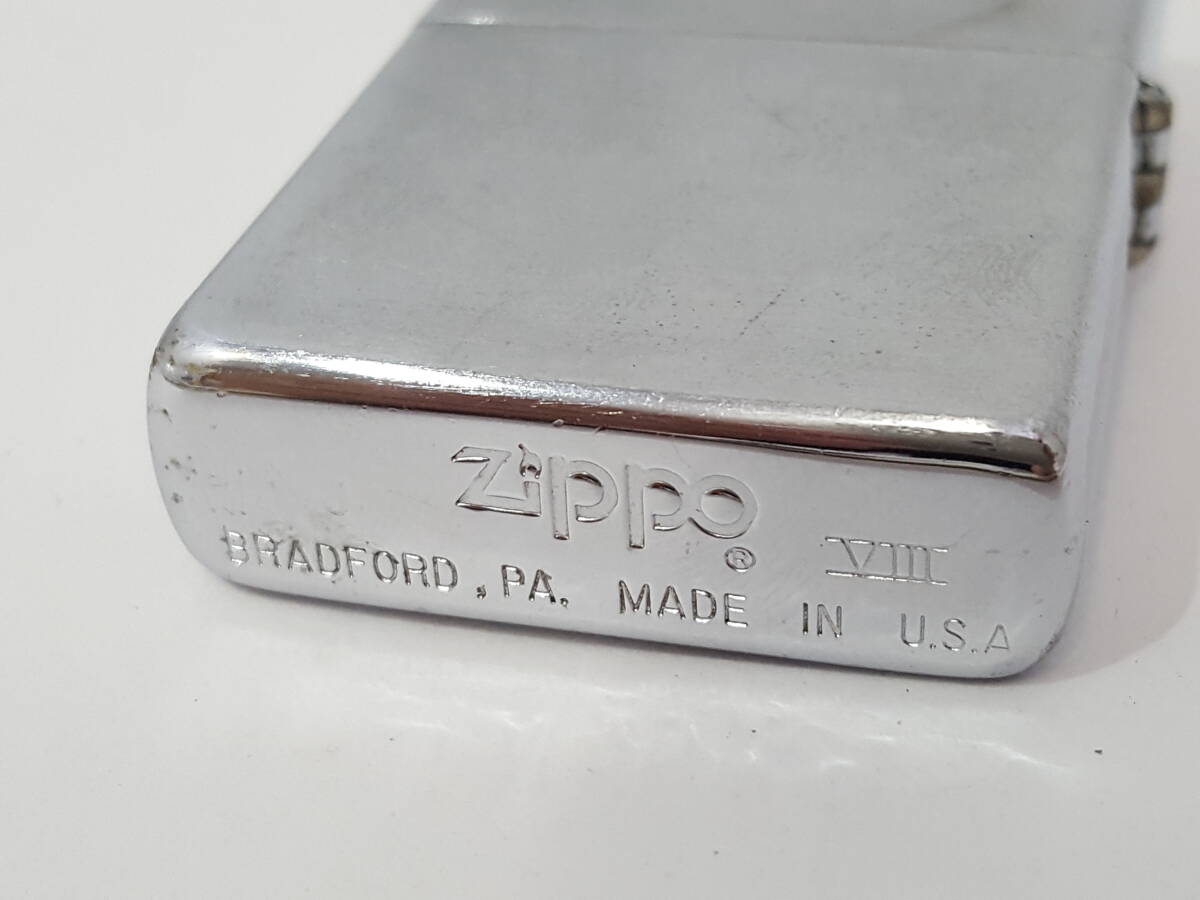 Zippo ® VIII
BRADFORD, PA. MADE IN U.S.A